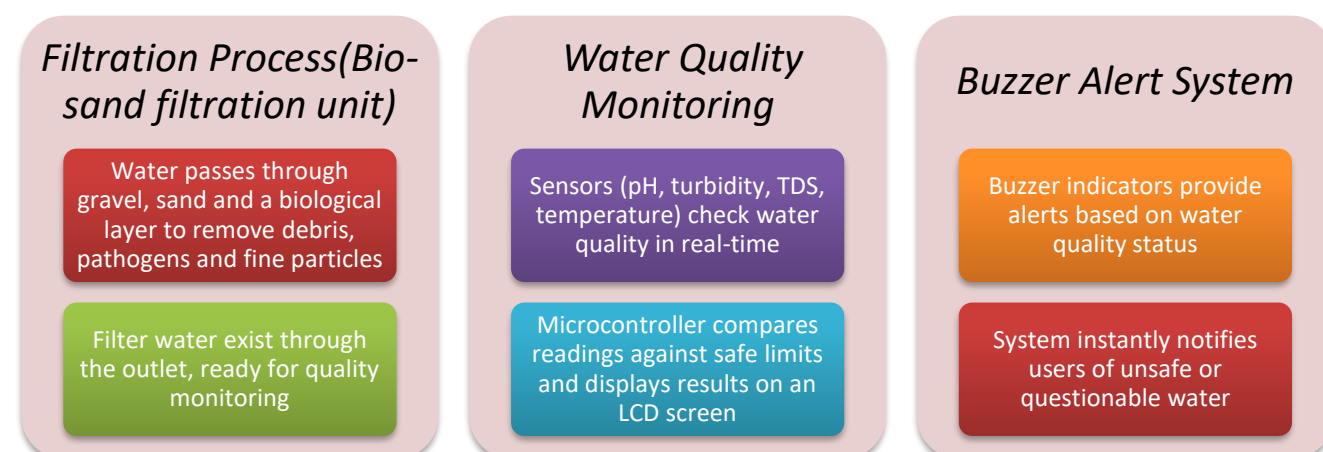 Filtration Process(Bio-
sand filtration unit)
Water passes through
gravel, sand and a biological
layer to remove debris,
pathogens and fine particles
Filter water exist through
the outlet, ready for quality
monitoring
Water Quality
Monitoring
Sensors (pH, turbidity, TDS,
temperature) check water
quality in real-time
Microcontroller compares
readings against safe limits
and displays results on an
LCD screen
Buzzer Alert System
Buzzer indicators provide
alerts based on water
quality status
System instantly notifies
users of unsafe or
questionable water